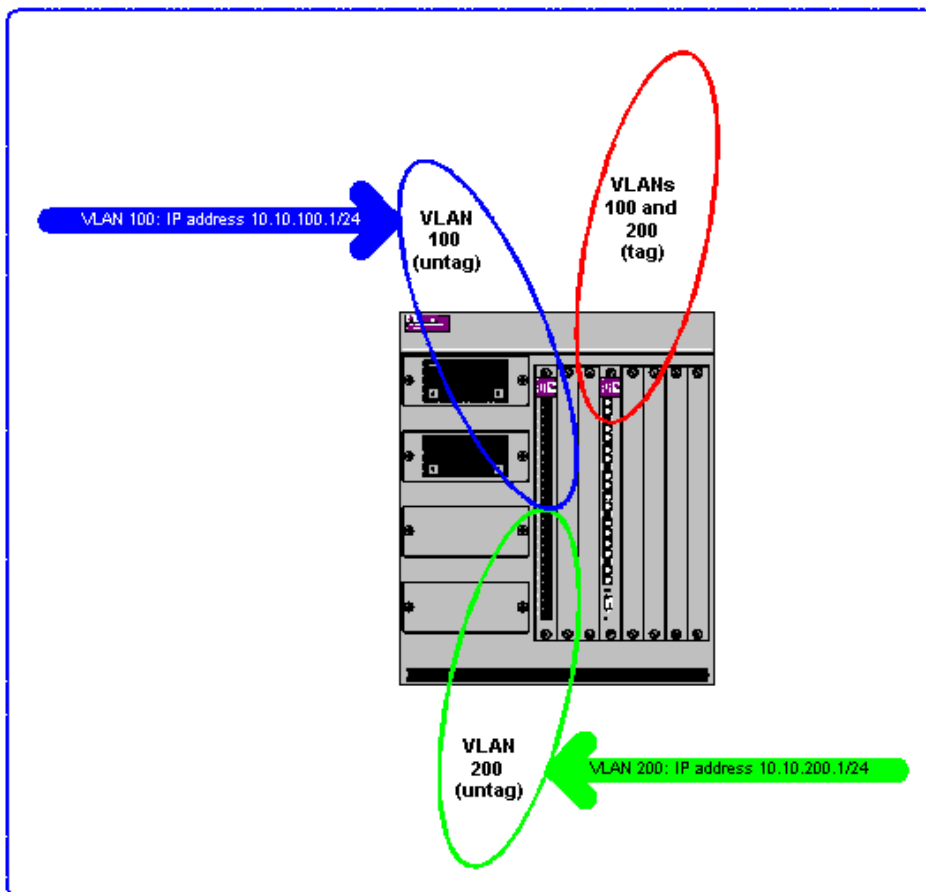 VLANs
100 and
200
(tag)
VLAN 100: IP address 10.10.100.1/24
VLAN
100
(untag)
VLAN
200
(untag)
VLAN 200: IP address 10.10.200.1/24